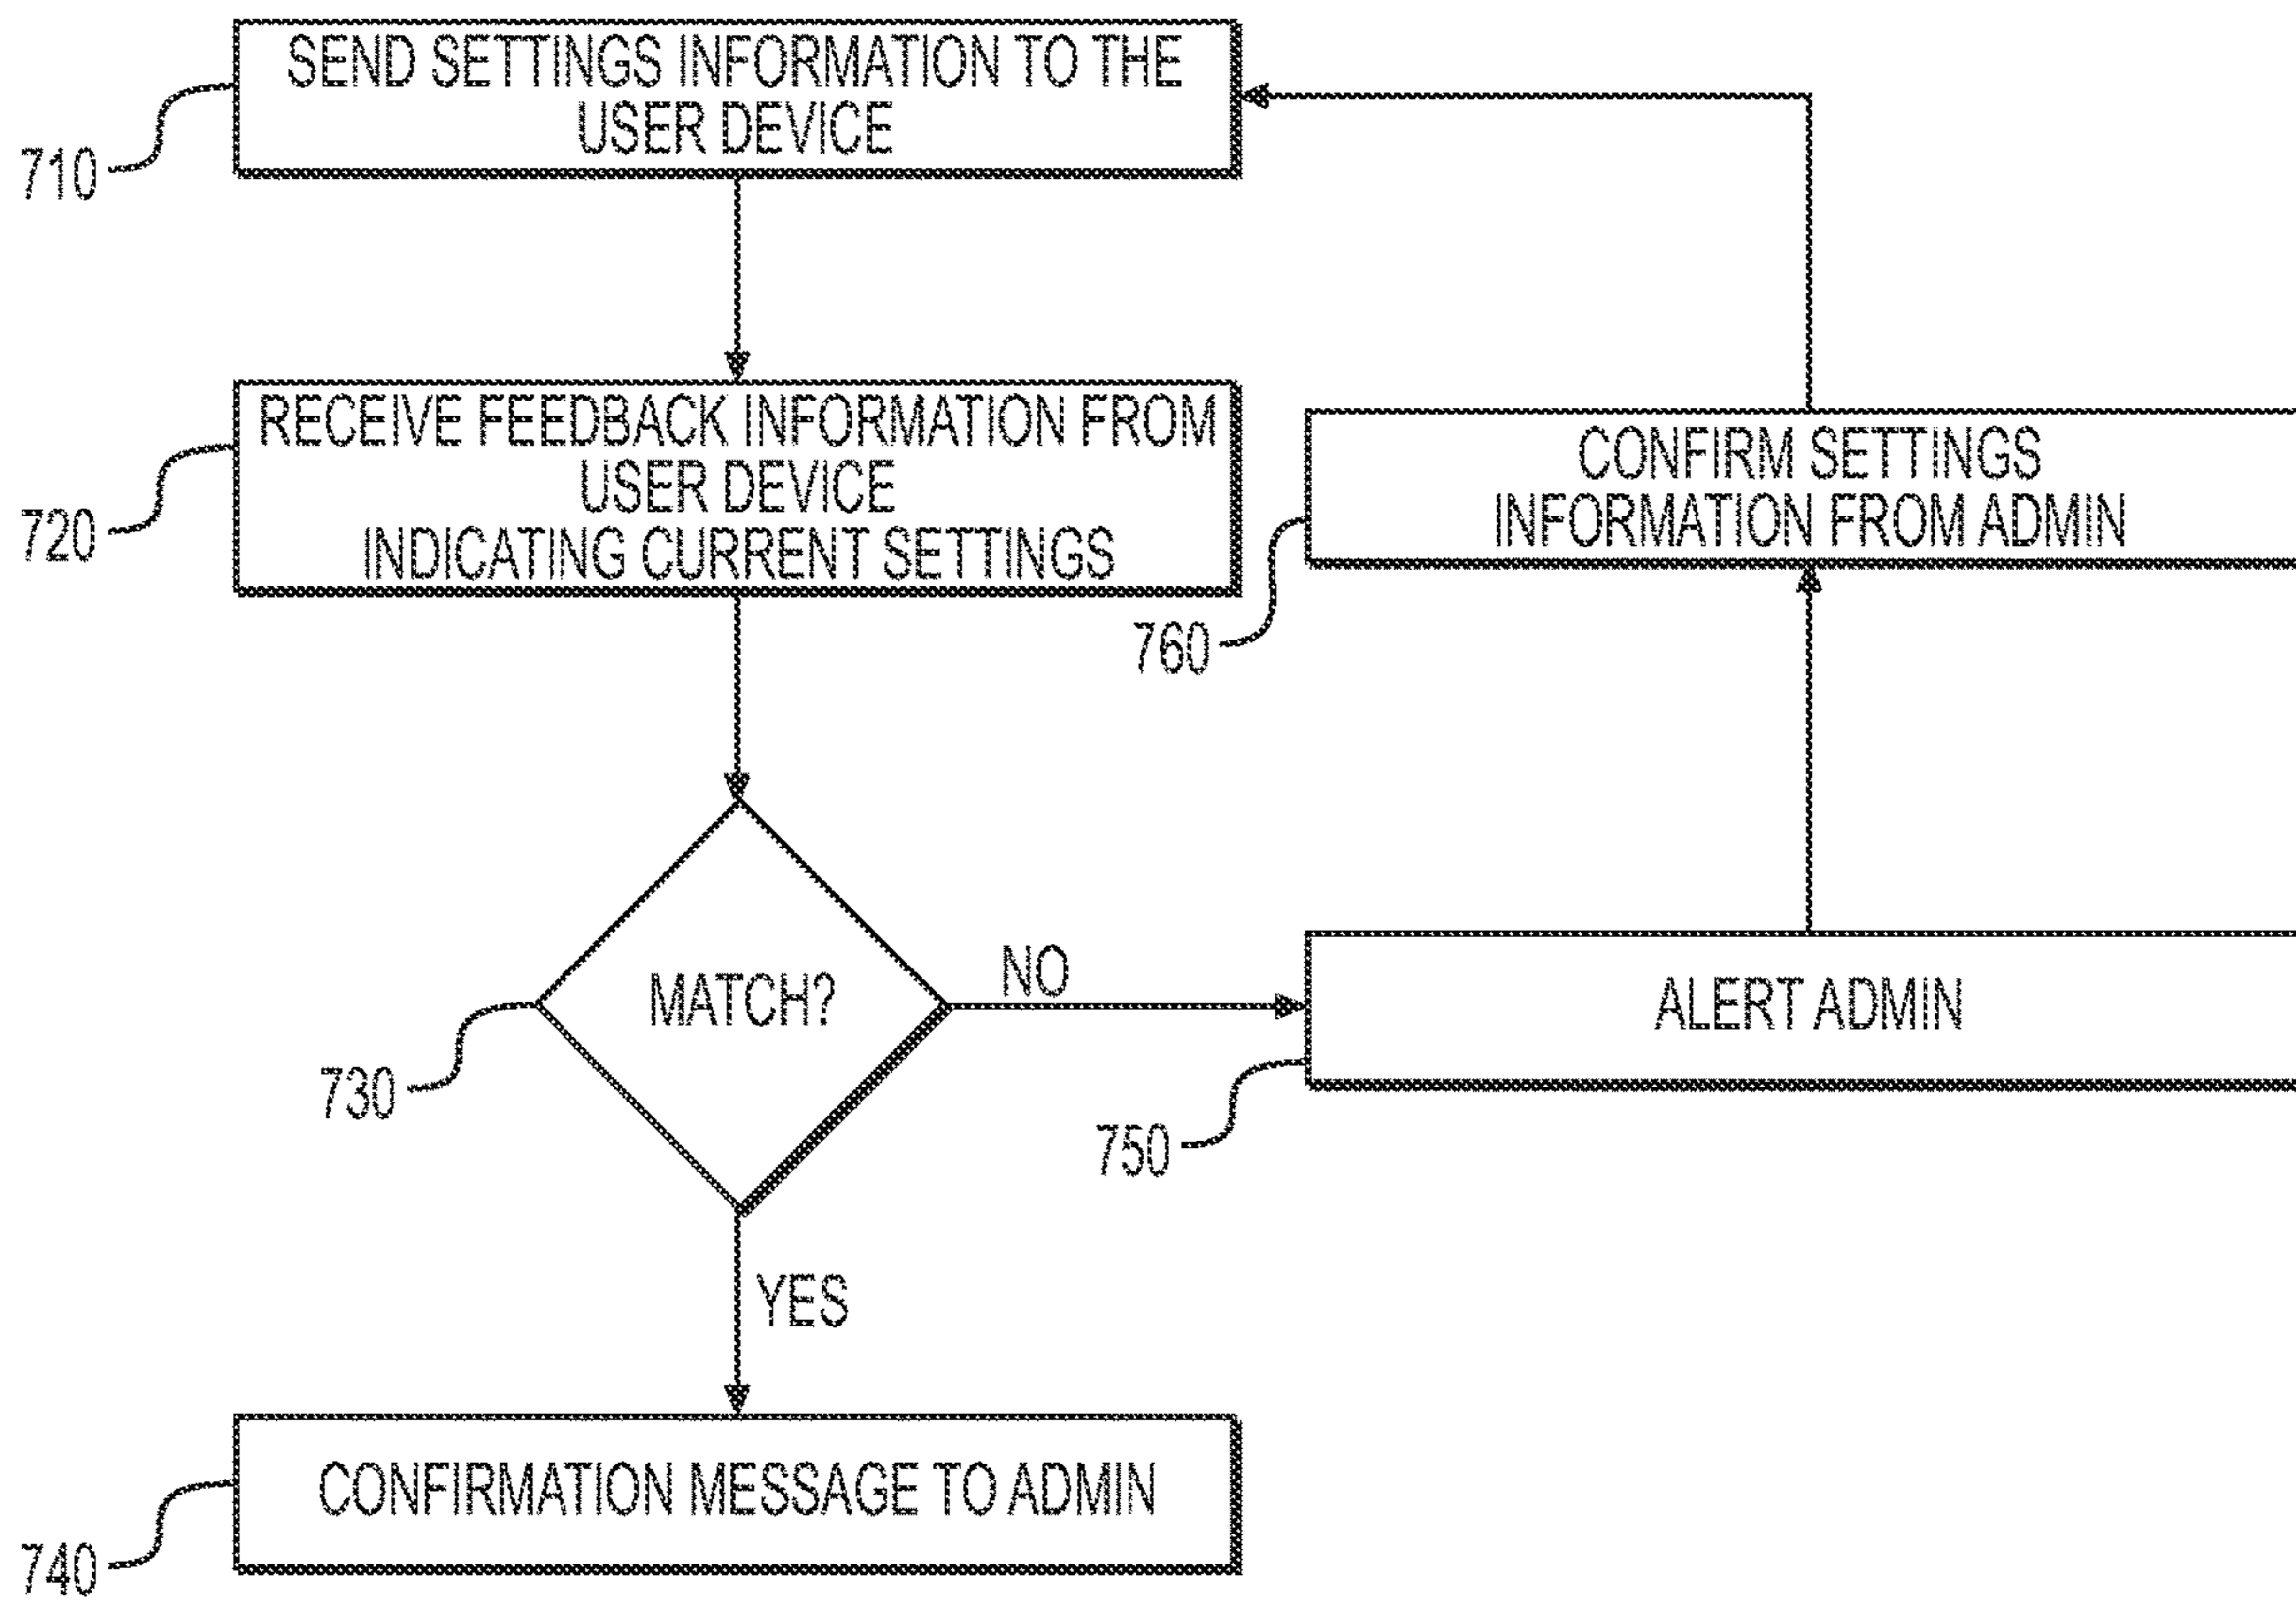 SEND SETTINGS INFORMATION TO THE
USER DEVICE
710
RECEIVE FEEDBACK INFORMATION FROM
USER DEVICE
INDICATING CURRENT SETTINGS
720
CONFIRM SETTINGS
INFORMATION FROM ADMIN
760
MATCH?
730
NO
ALERT ADMIN
750
YES
CONFIRMATION MESSAGE TO ADMIN
740